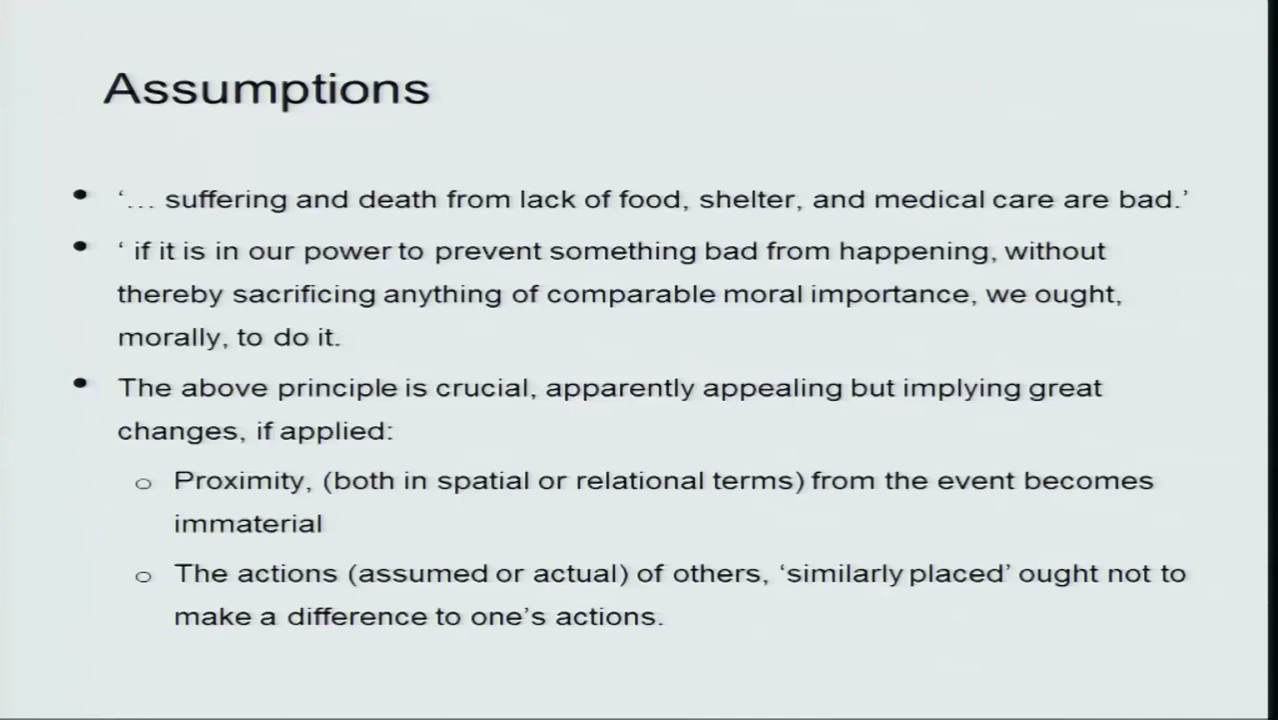 Assumptions
• ‘… suffering and death from lack of food, shelter, and medical care are bad.’
• ‘ if it is in our power to prevent something bad from happening, without
thereby sacrificing anything of comparable moral importance, we ought,
morally, to do it.
• The above principle is crucial, apparently appealing but implying great
changes, if applied:
o Proximity, (both in spatial or relational terms) from the event becomes
immaterial
o The actions (assumed or actual) of others, ‘similarly placed’ ought not to
make a difference to one’s actions.